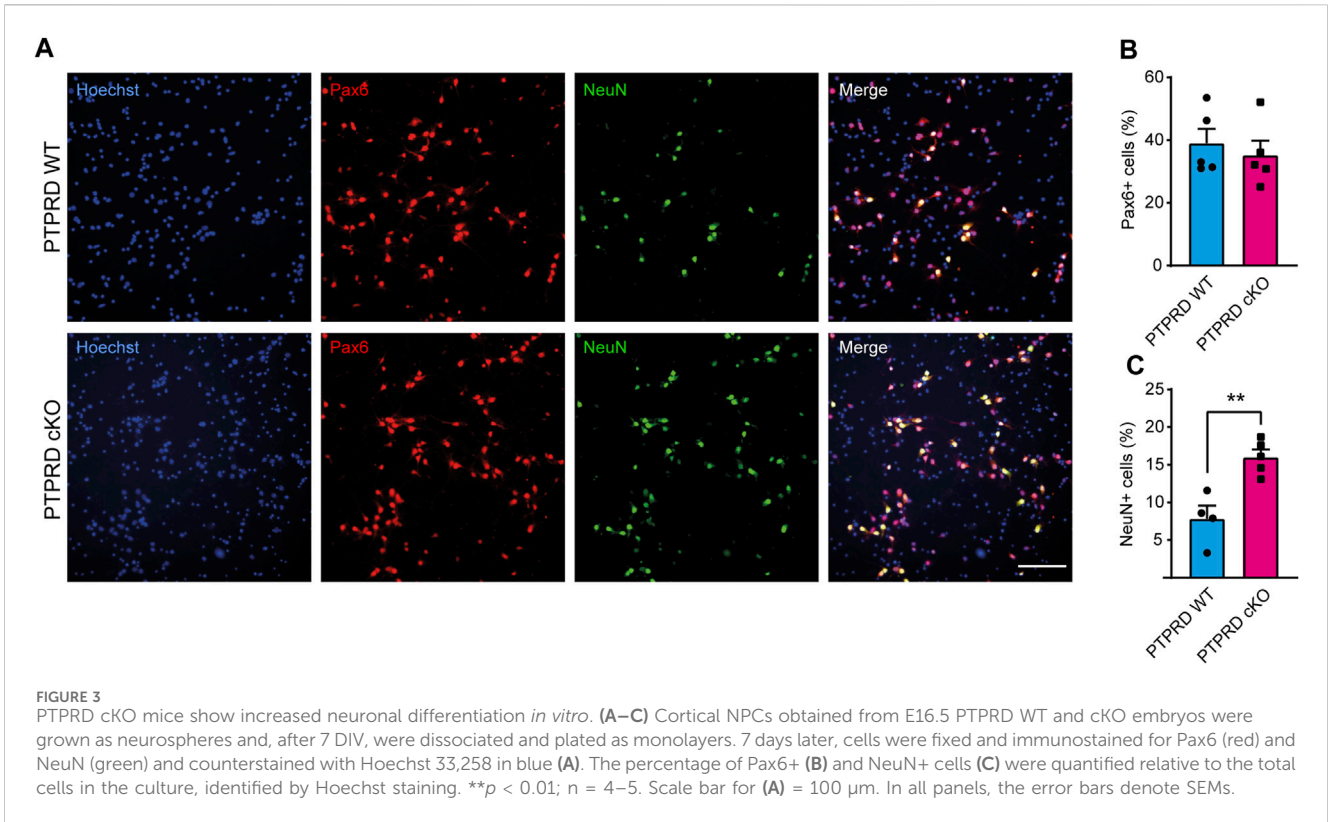 A
Hoechst
Pax6
NeuN
Merge
PTPRD WT
Hoechst
Pax6
NeuN
Merge
PTPRD cKO
B
60
40
20
0
Pax6+ cells (%)
PTPRD WT
PTPRD cKO
C
25
20
15
10
5
NeuN+ cells (%)
**
PTPRD WT
PTPRD cKO
FIGURE 3
PTPRD cKO mice show increased neuronal differentiation in vitro. (A–C) Cortical NPCs obtained from E16.5 PTPRD WT and cKO embryos were
grown as neurospheres and, after 7 DIV, were dissociated and plated as monolayers. 7 days later, cells were fixed and immunostained for Pax6 (red) and
NeuN (green) and counterstained with Hoechst 33,258 in blue (A). The percentage of Pax6+ (B) and NeuN+ cells (C) were quantified relative to the total
cells in the culture, identified by Hoechst staining. **p < 0.01; n = 4–5. Scale bar for (A) = 100 μm. In all panels, the error bars denote SEMs.